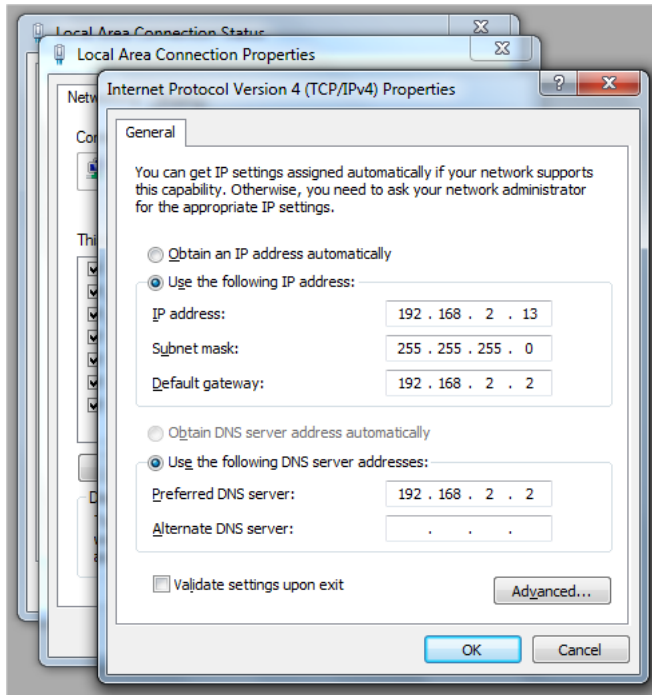 Local Area Connection Status
Local Area Connection Properties
Internet Protocol Version 4 (TCP/IPv4) Properties
General
You can get IP settings assigned automatically if your network supports
this capability. Otherwise, you need to ask your network administrator
for the appropriate IP settings.
Obtain an IP address automatically
Use the following IP address:
IP address: 192 . 168 . 2 . 13
Subnet mask: 255 . 255 . 255 . 0
Default gateway: 192 . 168 . 2 . 2
Obtain DNS server address automatically
Use the following DNS server addresses:
Preferred DNS server: 192 . 168 . 2 . 2
Alternate DNS server: . . .
Validate settings upon exit
Advanced...
OK Cancel